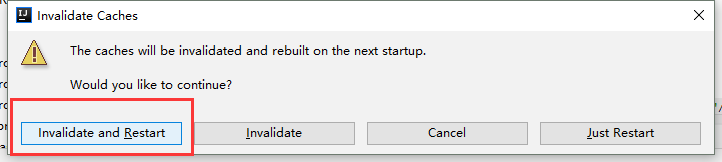 Invalidate Caches
The caches will be invalidated and rebuilt on the next startup.
Would you like to continue?
Invalidate and Restart
Invalidate
Cancel
Just Restart